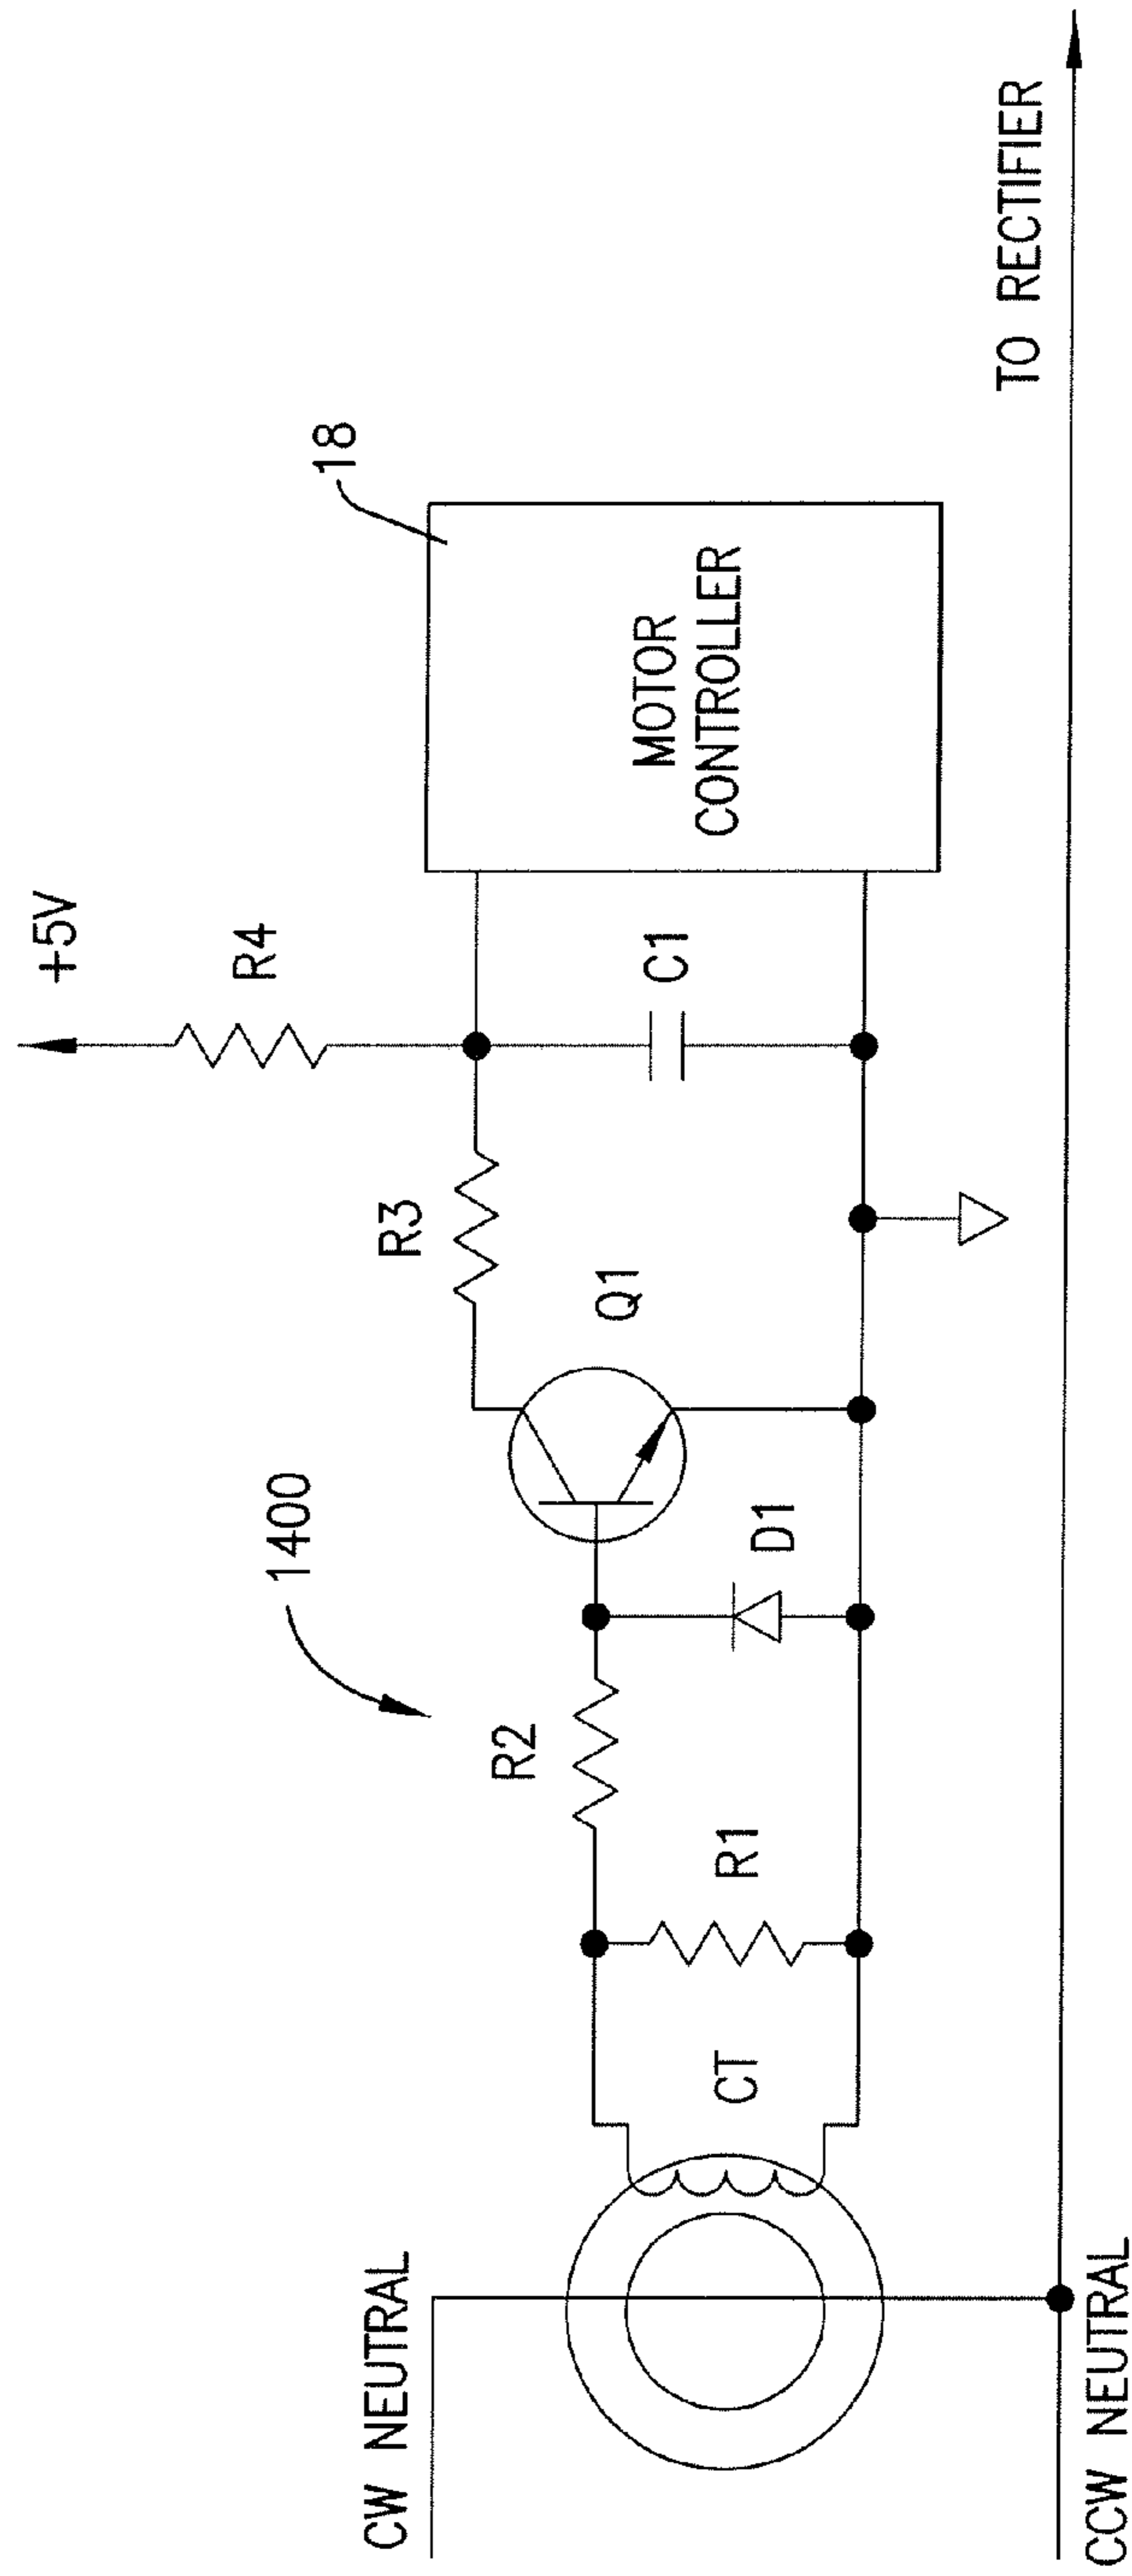 +5V
R4
18
1400
R3
R2
Q1
C1
MOTOR
CONTROLLER
D1
R1
CT
CW NEUTRAL
CCW NEUTRAL
TO RECTIFIER